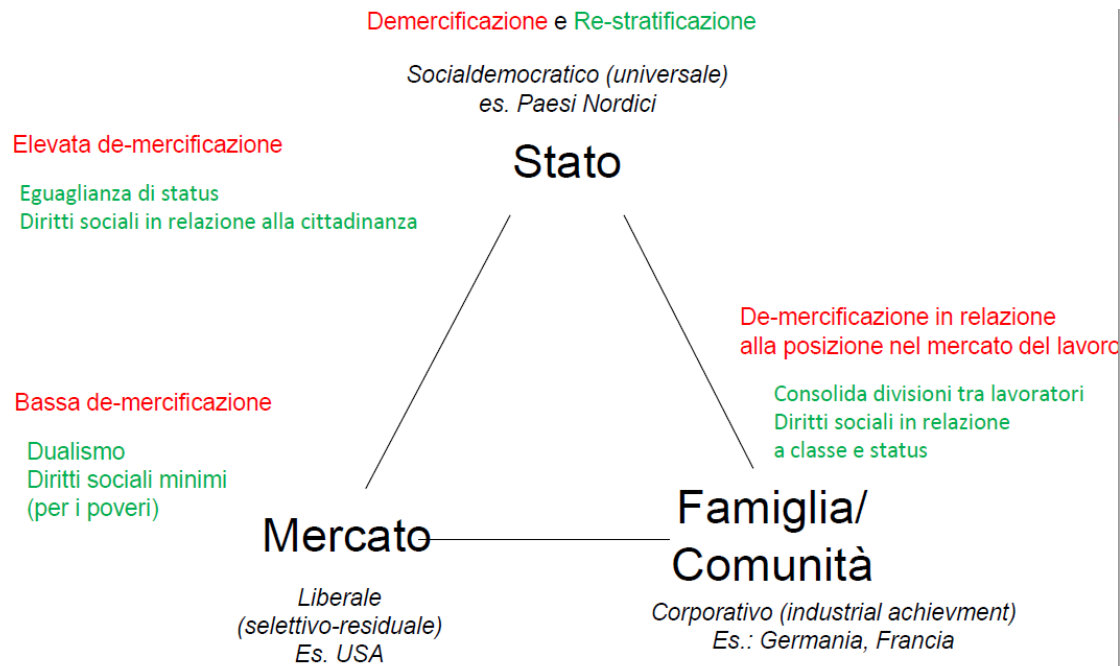 Demercificazione e Re-stratificazione
Socialdemocratico (universale)
es. Paesi Nordici
Stato
Elevata de-mercificazione
Eguaglianza di status
Diritti sociali in relazione alla cittadinanza
De-mercificazione in relazione
alla posizione nel mercato del lavoro
Consolida divisioni tra lavoratori
Diritti sociali in relazione
a classe e status
Bassa de-mercificazione
Dualismo
Diritti sociali minimi
(per i poveri)
Mercato
Liberale
(selettivo-residuale)
Es. USA
Famiglia/
Comunità
Corporativo (industrial achievment)
Es.: Germania, Francia